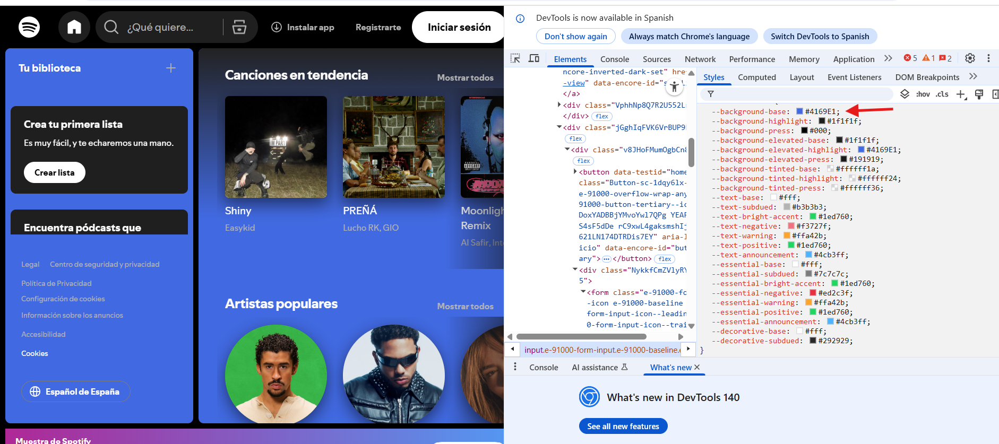 ¿Qué quiere...
Instalar app
Registrarte
Iniciar sesión
Tu biblioteca
Crea tu primera lista
Es muy fácil, y te echaremos una mano.
Crear lista
Encuentra pódcasts que
Legal Centro de seguridad y privacidad
Política de Privacidad
Configuración de cookies
Información sobre los anuncios
Accesibilidad
Cookies
Español de España
Muestra de Spotify
Canciones en tendencia
Mostrar todos
IM PART
Shiny
Easykid
PREÑÁ
Lucho RK, GIO
Moonligh
Remix
Al Safir, Int
Artistas populares
Mostrar todos
DevTools is now available in Spanish
Don't show again
Always match Chrome's language
Switch DevTools to Spanish
Elements Console Sources Network Performance Memory Application 5 1 2
ncore-inverted-dark-set" hre
-view" data-encore-id="
</a>
<div class="VphhNp8Q7R2U552L
</div> flex
<div class="jGghIqFVK6VrBUP9
flex
<div class="v8JHoFMumOgbCn8
flex
<button data-testid="home
class="Button-sc-1dqy6lx-
e-91000-overflow-wrap-any
91000-button-tertiary--ic
DoxYADBBjYMvoYwl7QPg YEAF
S4sF5dDe rC9xwL4gaksmshIj
621LN174DTRDis7EY" aria-l
icio" data-encore-id="but
ary"> ••• </button> flex
<div class="NykkfCmZVlyRY
5">
<form class="e-91000-fo
-icon e-91000-baseline
form-input-icon--leadin
0-form-input-icon--trai
input.e-91000-form-input.e-91000-baseline.
Styles Computed Layout Event Listeners DOM Breakpoints
:hov .cls
--background-base: #4169E1;
--background-highlight: #1f1f1f;
--background-press: #000;
--background-elevated-base: #1f1f1f;
--background-elevated-highlight: #4169E1;
--background-elevated-press: #191919;
--background-tinted-base: #ffffff1a;
--background-tinted-highlight: #ffffff24;
--background-tinted-press: #ffffff36;
--text-base: #fff;
--text-subdued: #b3b3b3;
--text-bright-accent: #1ed760;
--text-negative: #f3727f;
--text-warning: #ffa42b;
--text-positive: #1ed760;
--text-announcement: #4cb3ff;
--essential-base: #fff;
--essential-subdued: #7c7c7c;
--essential-bright-accent: #1ed760;
--essential-negative: #ed2c3f;
--essential-warning: #ffa42b;
--essential-positive: #1ed760;
--essential-announcement: #4cb3ff;
--decorative-base: #fff;
--decorative-subdued: #292929;
}
Console AI assistance What's new
What's new in DevTools 140
See all new features